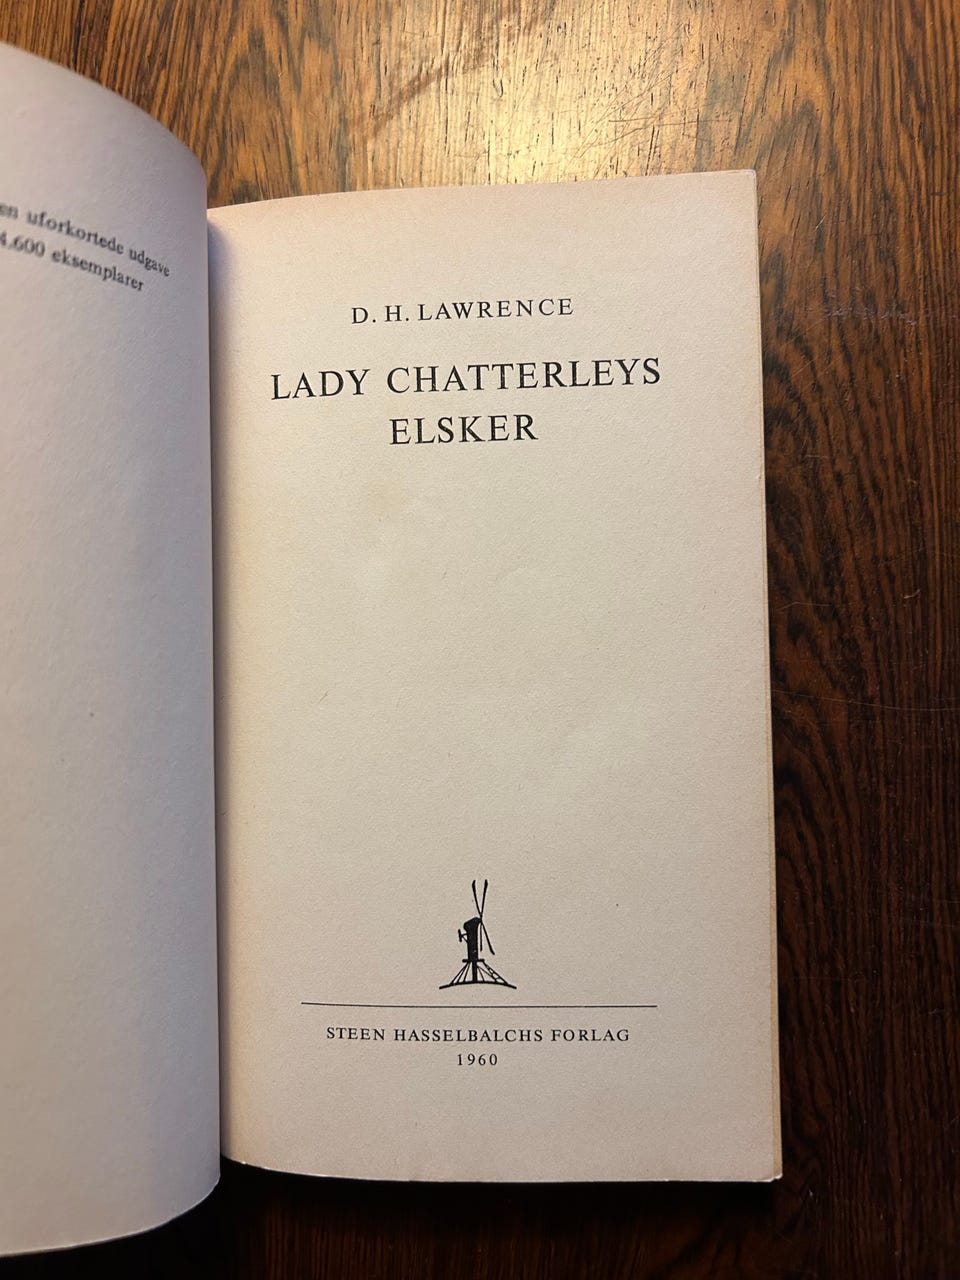 en uforkortede udgave
4.600 eksemplarer
D. H. LAWRENCE
LADY CHATTERLEYS
ELSKER
STEEN HASSELBALCHS FORLAG
1960